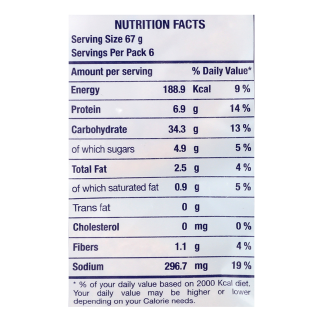 NUTRITION FACTS
Serving Size 67 g
Servings Per Pack 6
Amount per serving % Daily Value*
Energy 188.9 Kcal 9 %
Protein 6.9 g 14 %
Carbohydrate 34.3 g 13 %
of which sugars 4.9 g 5 %
Total Fat 2.5 g 4 %
of which saturated fat 0.9 g 5 %
Trans fat 0 g
Cholesterol 0 mg 0 %
Fibers 1.1 g 4 %
Sodium 296.7 mg 19 %
* % of your daily value based on 2000 Kcal diet.
Your daily value may be higher or lower
depending on your Calorie needs.